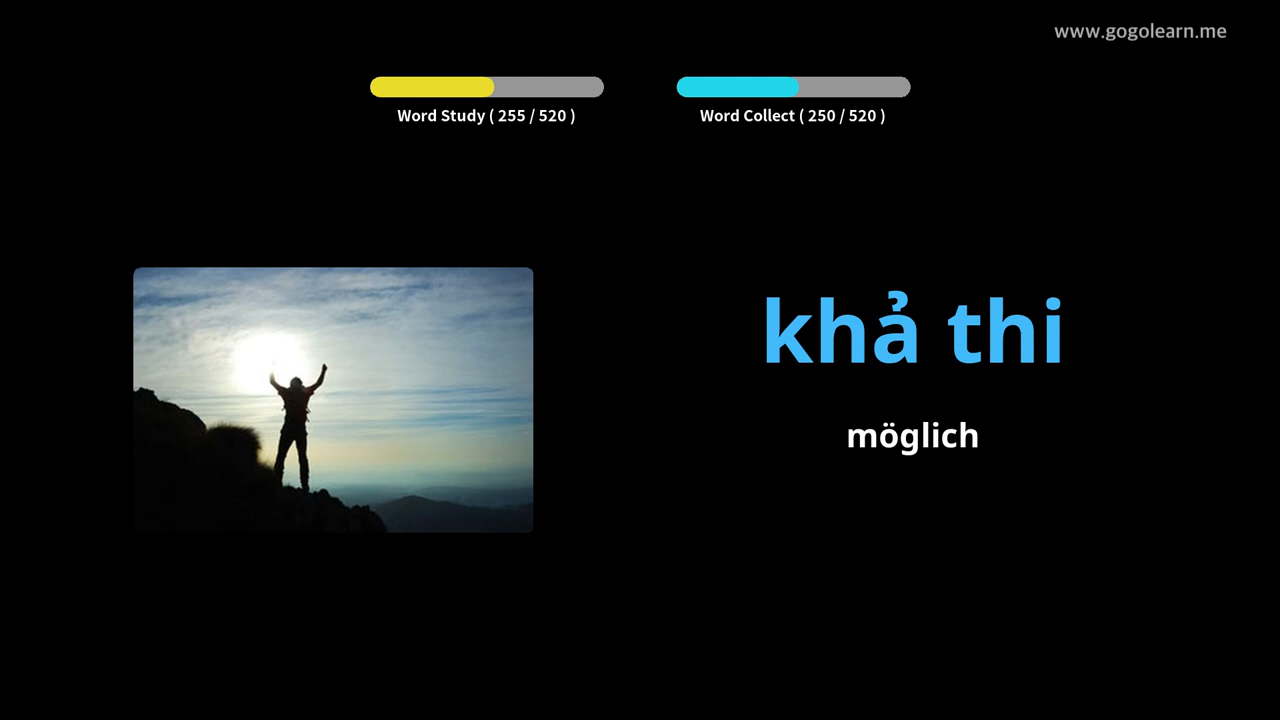 www.gogolearn.me
Word Study ( 255 / 520 )
Word Collect ( 250 / 520 )
khả thi
möglich